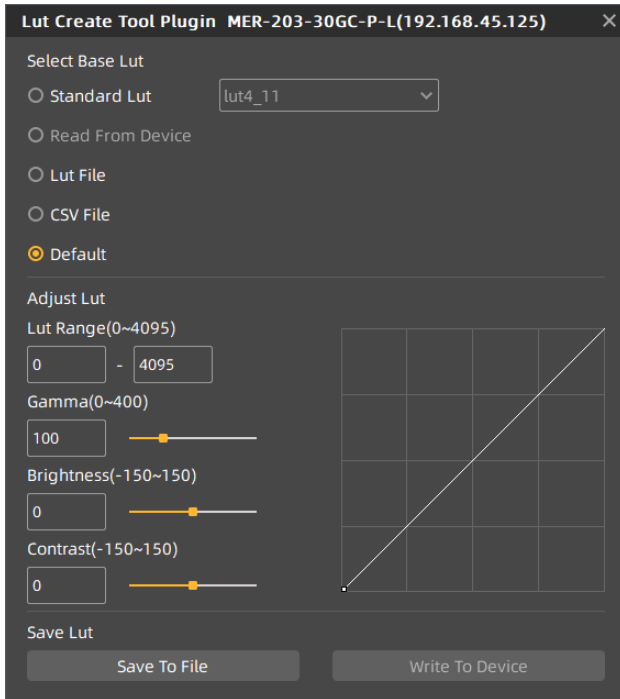 Lut Create Tool Plugin MER-203-30GC-P-L(192.168.45.125)
Select Base Lut
Standard Lut lut4_11
Read From Device
Lut File
CSV File
Default
Adjust Lut
Lut Range(0~4095)
0 - 4095
Gamma(0~400)
100
Brightness(-150~150)
0
Contrast(-150~150)
0
Save Lut
Save To File Write To Device